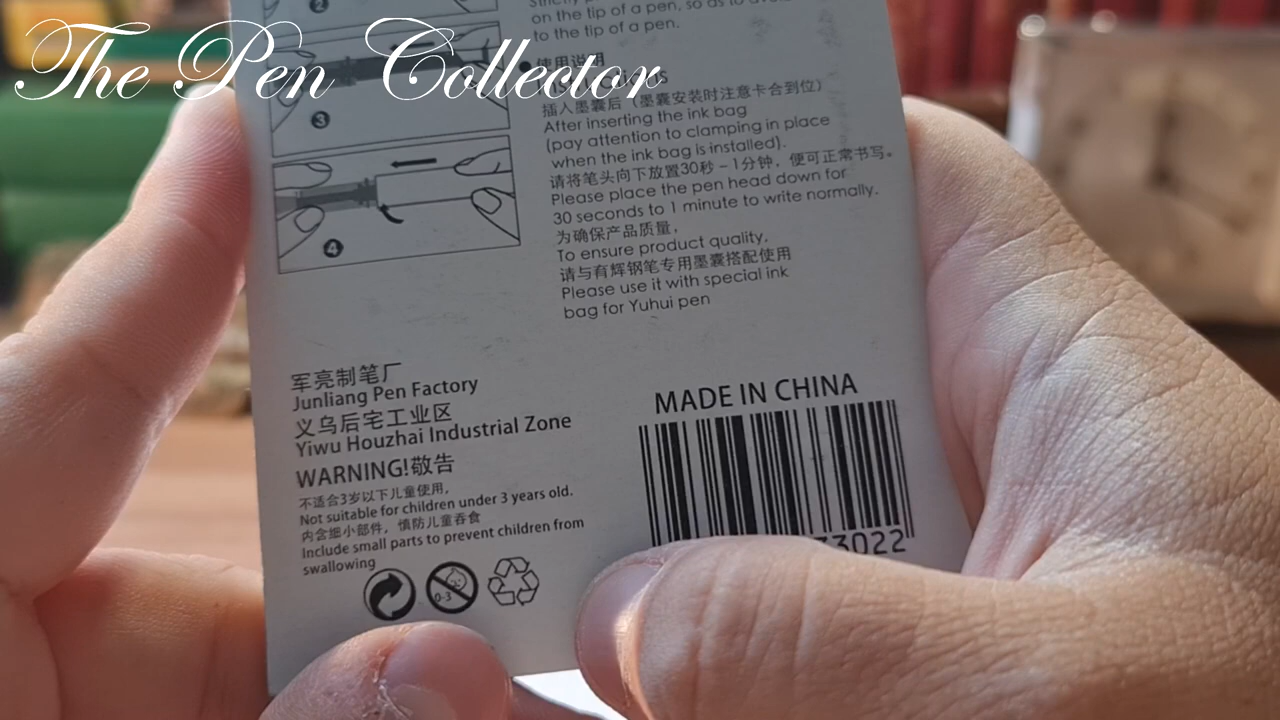 The Pen Collector
on the tip of a pen, so as to avoid
to the tip of a pen.
使用说明
Instructions
插入墨囊后（墨囊安装时注意卡合到位）
After inserting the ink bag
(pay attention to clamping in place
when the ink bag is installed).
请将笔头向下放置30秒－1分钟，便可正常书写。
Please place the pen head down for
30 seconds to 1 minute to write normally.
为确保产品质量，
To ensure product quality,
请与有辉钢笔专用墨囊搭配使用
Please use it with special ink
bag for Yuhui pen
2
3
4
军亮制笔厂
Junliang Pen Factory
义乌后宅工业区
Yiwu Houzhai Industrial Zone
WARNING!敬告
不适合3岁以下儿童使用，
Not suitable for children under 3 years old.
内含细小部件，慎防儿童吞食
Include small parts to prevent children from
swallowing
0-3
MADE IN CHINA
33022